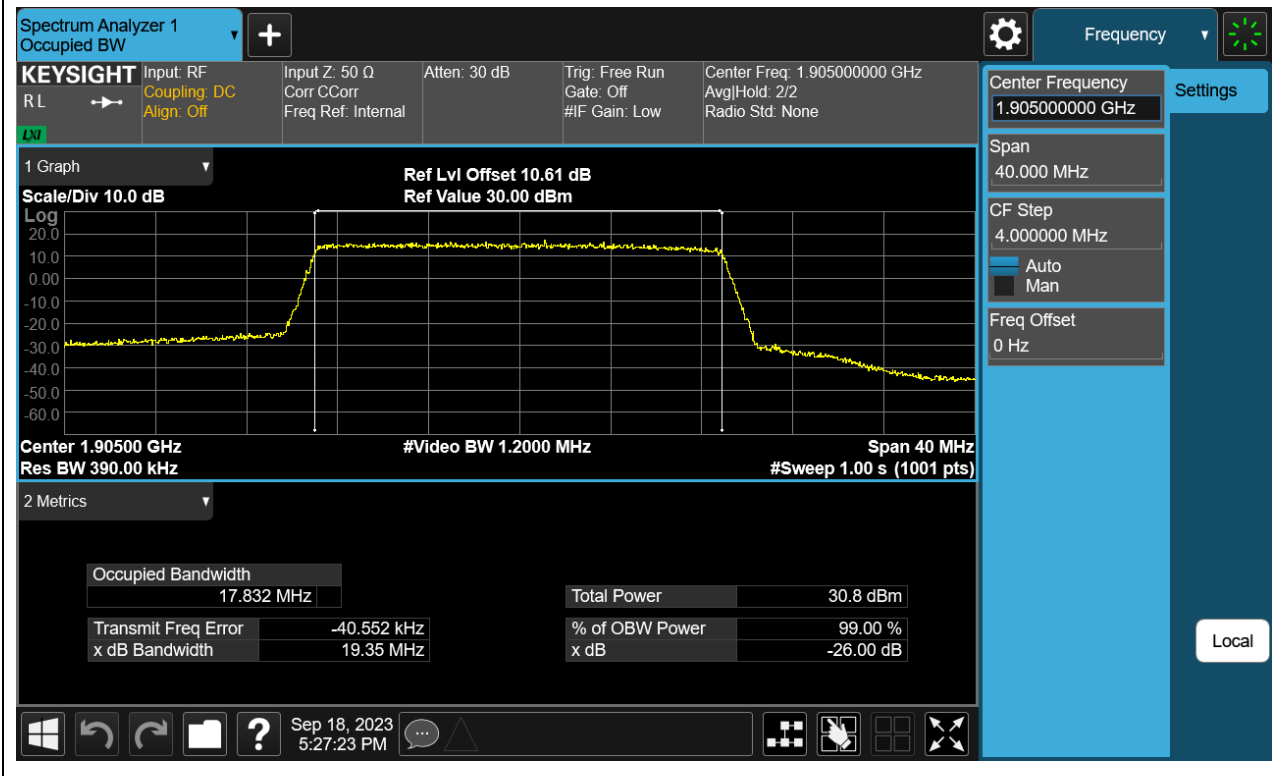 Spectrum Analyzer 1
Occupied BW
Frequency
KEYSIGHT
R L
LXI
Input: RF
Coupling: DC
Align: Off
Input Z: 50 Ω
Corr CCorr
Freq Ref: Internal
Atten: 30 dB
Trig: Free Run
Gate: Off
#IF Gain: Low
Center Freq: 1.905000000 GHz
Avg|Hold: 2/2
Radio Std: None
Center Frequency
1.905000000 GHz
Settings
Span
40.000 MHz
CF Step
4.000000 MHz
Auto
Man
Freq Offset
0 Hz
Local
1 Graph
Ref Lvl Offset 10.61 dB
Scale/Div 10.0 dB
Ref Value 30.00 dBm
Log
20.0
10.0
0.00
-10.0
-20.0
-30.0
-40.0
-50.0
-60.0
Center 1.90500 GHz
#Video BW 1.2000 MHz
Span 40 MHz
Res BW 390.00 kHz
#Sweep 1.00 s (1001 pts)
2 Metrics
Occupied Bandwidth
17.832 MHz
Total Power 30.8 dBm
Transmit Freq Error -40.552 kHz
% of OBW Power 99.00 %
x dB Bandwidth 19.35 MHz
x dB -26.00 dB
?
Sep 18, 2023
5:27:23 PM